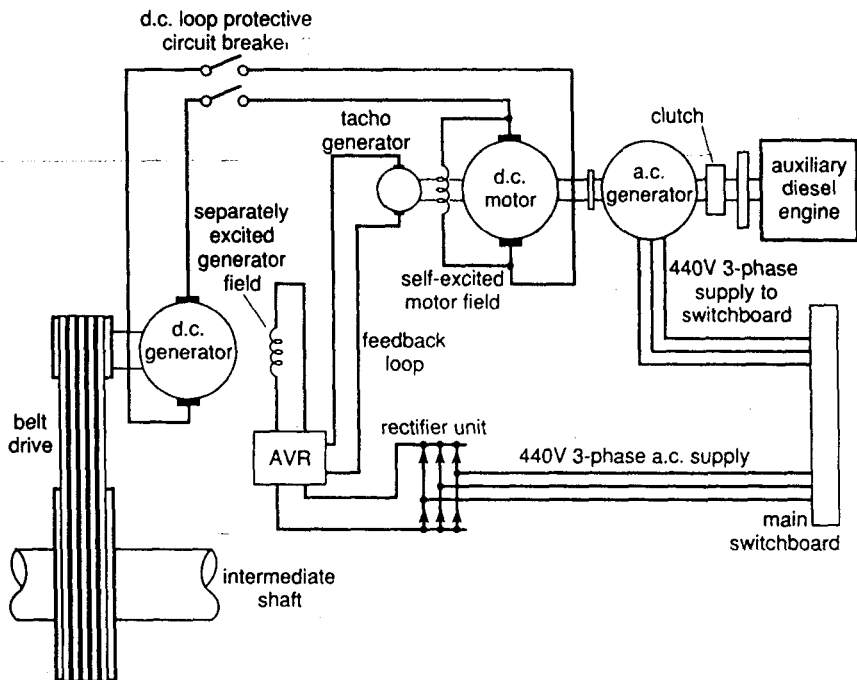 d.c. loop protective
circuit breaker
tacho
generator
clutch
d.c.
motor
a.c.
generator
auxiliary
diesel
engine
separately
excited
generator
field
self-excited
motor field
440V 3-phase
supply to
switchboard
d.c.
generator
feedback
loop
belt
drive
AVR
rectifier unit
440V 3-phase a.c. supply
main
switchboard
intermediate
shaft